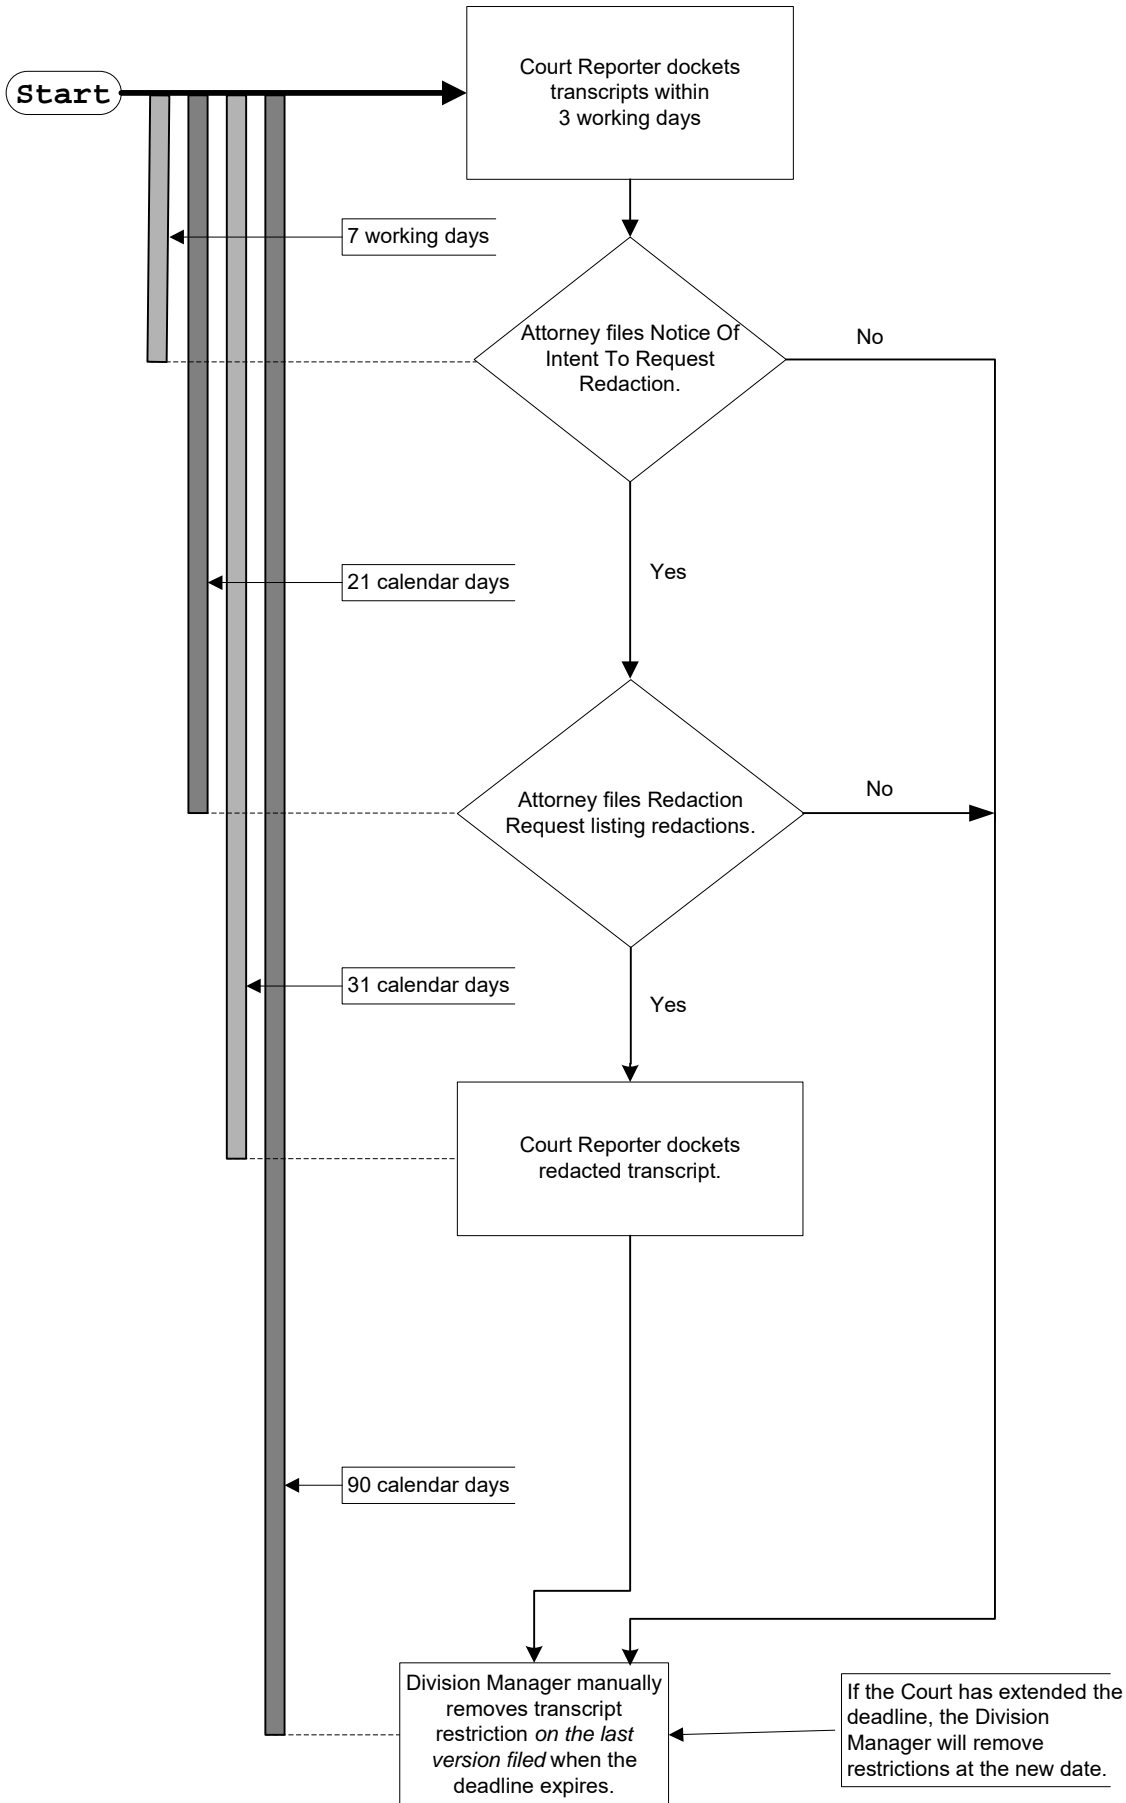 Start
Court Reporter dockets
transcripts within
3 working days
7 working days
Attorney files Notice Of
Intent To Request
Redaction.
No
21 calendar days
Yes
Attorney files Redaction
Request listing redactions.
No
31 calendar days
Yes
Court Reporter dockets
redacted transcript.
90 calendar days
Division Manager manually
removes transcript
restriction on the last
version filed when the
deadline expires.
If the Court has extended the
deadline, the Division
Manager will remove
restrictions at the new date.